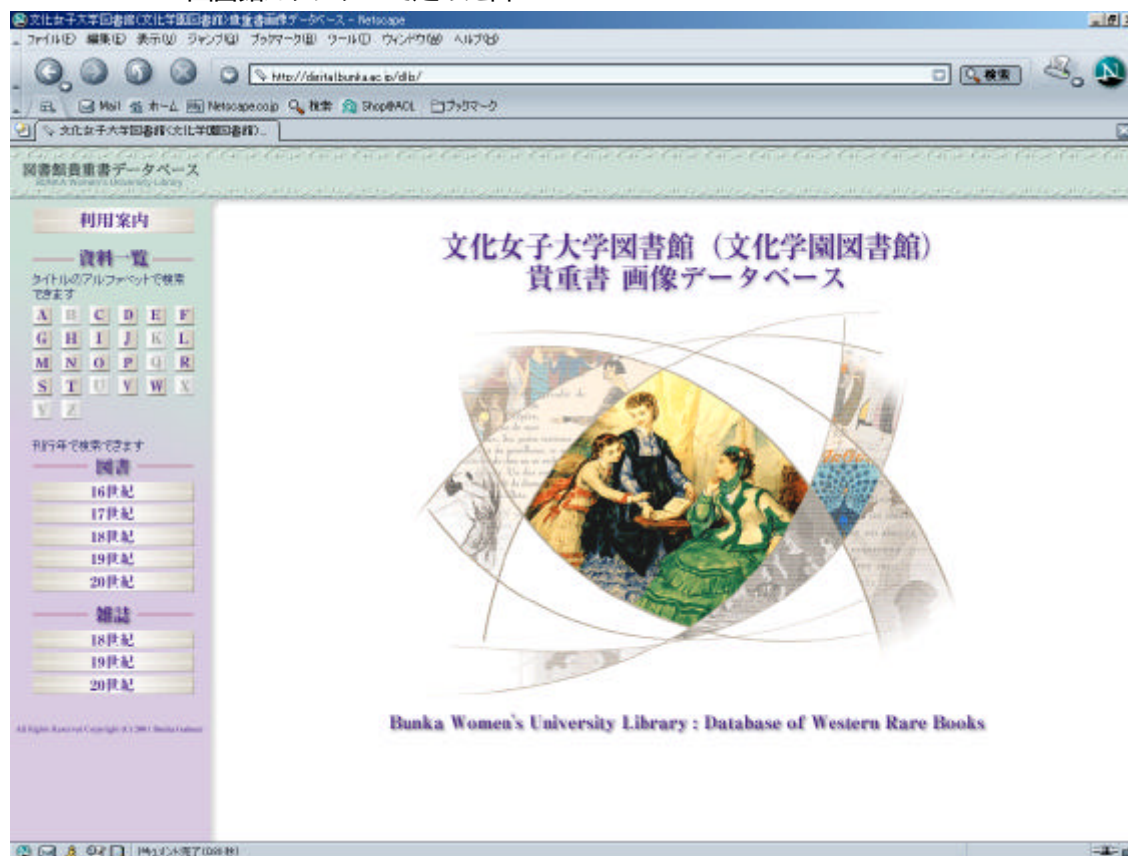 文化女子大学図書館(文化学園図書館)貴重書画像データベース - Netscape
ファイル(F) 編集(E) 表示(V) ジャンプ(G) ブックマーク(B) ツール(T) ウィンドウ(W) ヘルプ(H)
http://digital.bunka.ac.jp/dlb/
検索
Mail ホーム Netscape.co.jp 検索 Shop@AOL ブックマーク
文化女子大学図書館(文化学園図書館)...
図書館貴重書データベース
BUNKA Women's University Library
利用案内
資料一覧
タイトルのアルファベットで検索
できます
A B C D E F
G H I J K L
M N O P Q R
S T U V W X
Y Z
刊行年で検索できます
図書
16世紀
17世紀
18世紀
19世紀
20世紀
雑誌
18世紀
19世紀
20世紀
文化女子大学図書館(文化学園図書館)
貴重書 画像データベース
Bunka Women's University Library : Database of Western Rare Books